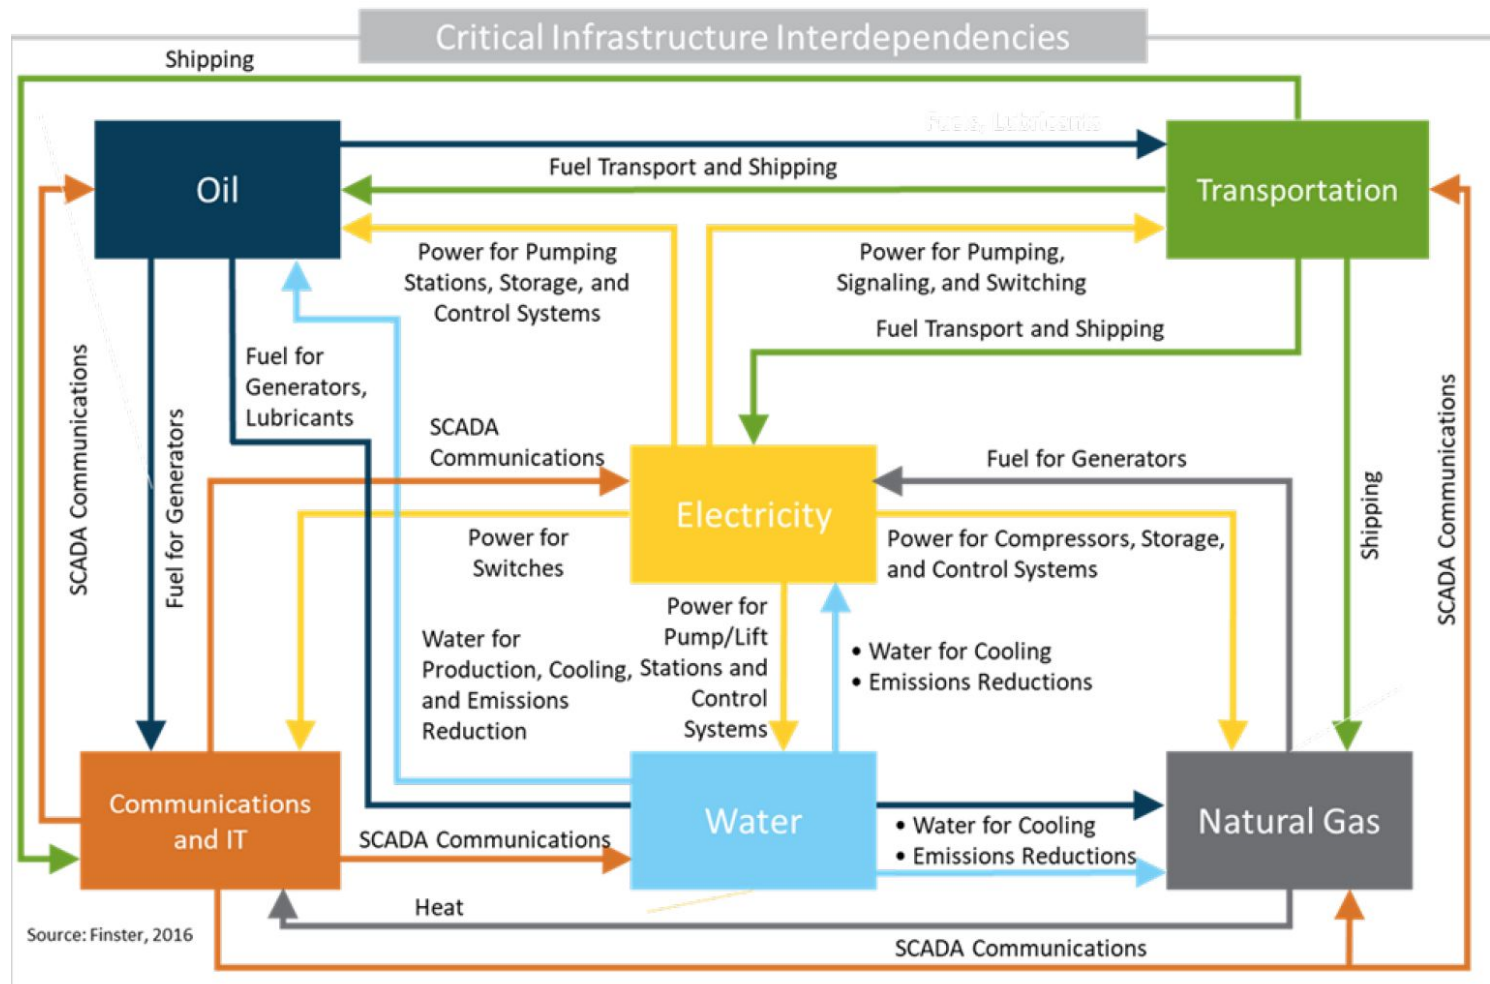 Critical Infrastructure Interdependencies
Shipping
Fuels, Lubricants
Oil
Fuel Transport and Shipping
Transportation
Power for Pumping
Stations, Storage, and
Control Systems
Power for Pumping,
Signaling, and Switching
Fuel Transport and Shipping
Fuel for
Generators,
Lubricants
SCADA Communications
Fuel for Generators
SCADA
Communications
Fuel for Generators
SCADA Communications
Shipping
Electricity
Power for
Switches
Power for Compressors, Storage,
and Control Systems
Water for
Production, Cooling,
and Emissions
Reduction
Power for
Pump/Lift
Stations and
Control
Systems
• Water for Cooling
• Emissions Reductions
Communications
and IT
SCADA Communications
Water
• Water for Cooling
• Emissions Reductions
Natural Gas
Heat
Source: Finster, 2016
SCADA Communications